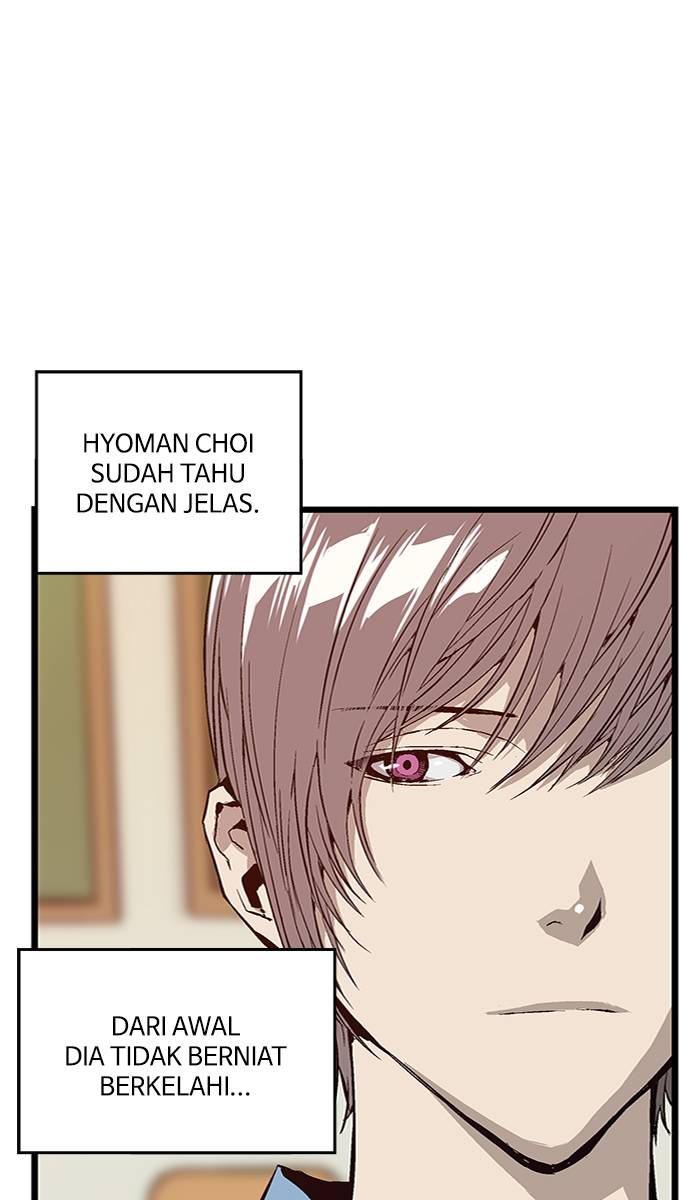 HYOMAN CHOI
SUDAH TAHU
DENGAN JELAS.
DARI AWAL
DIA TIDAK BERNIAT
BERKELAHI...